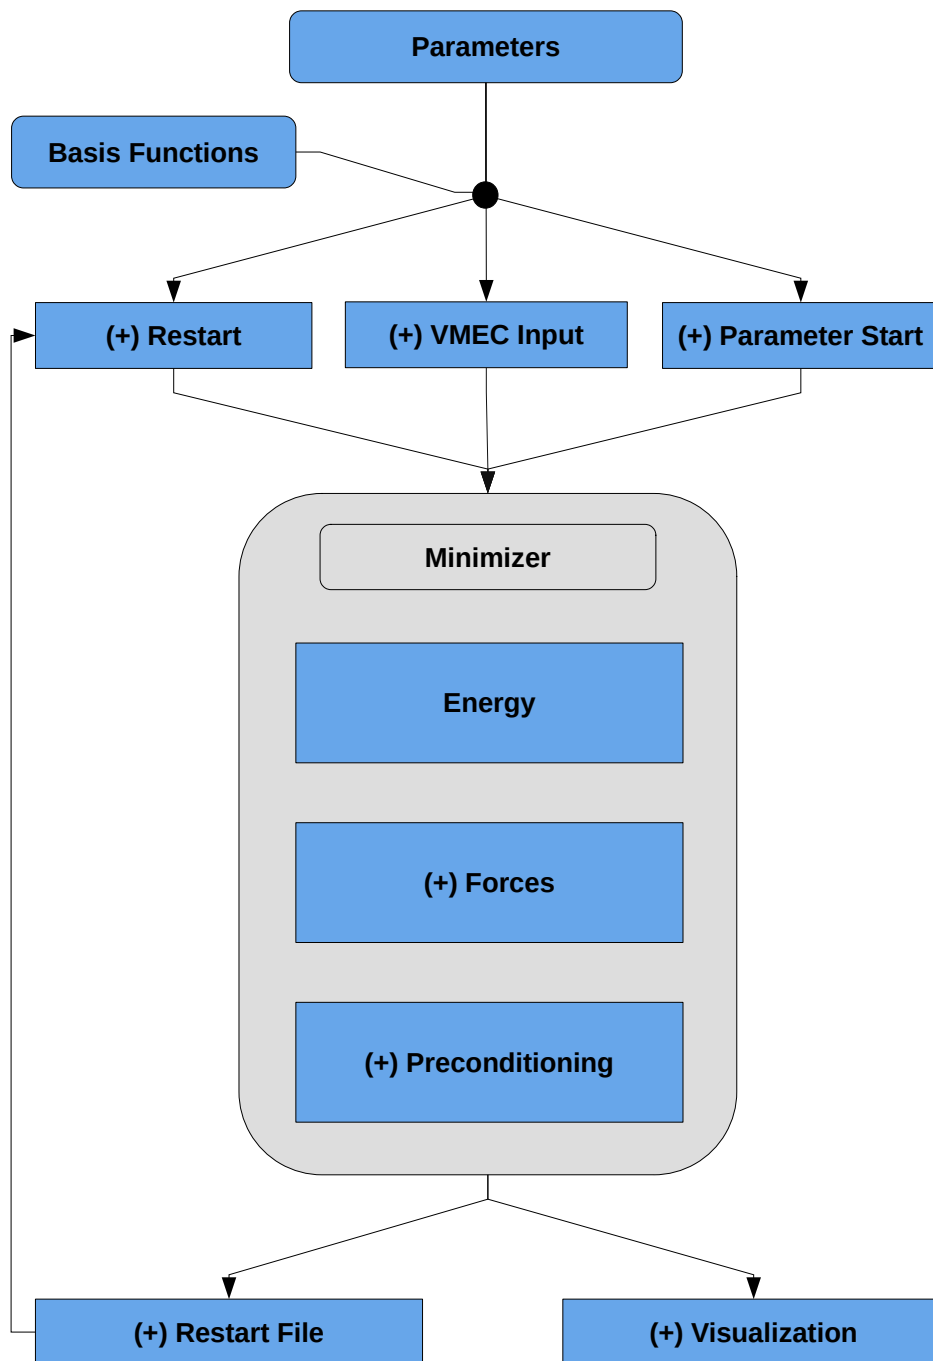 Parameters
Basis Functions
(+) Restart
(+) VMEC Input
(+) Parameter Start
Minimizer
Energy
(+) Forces
(+) Preconditioning
(+) Restart File
(+) Visualization